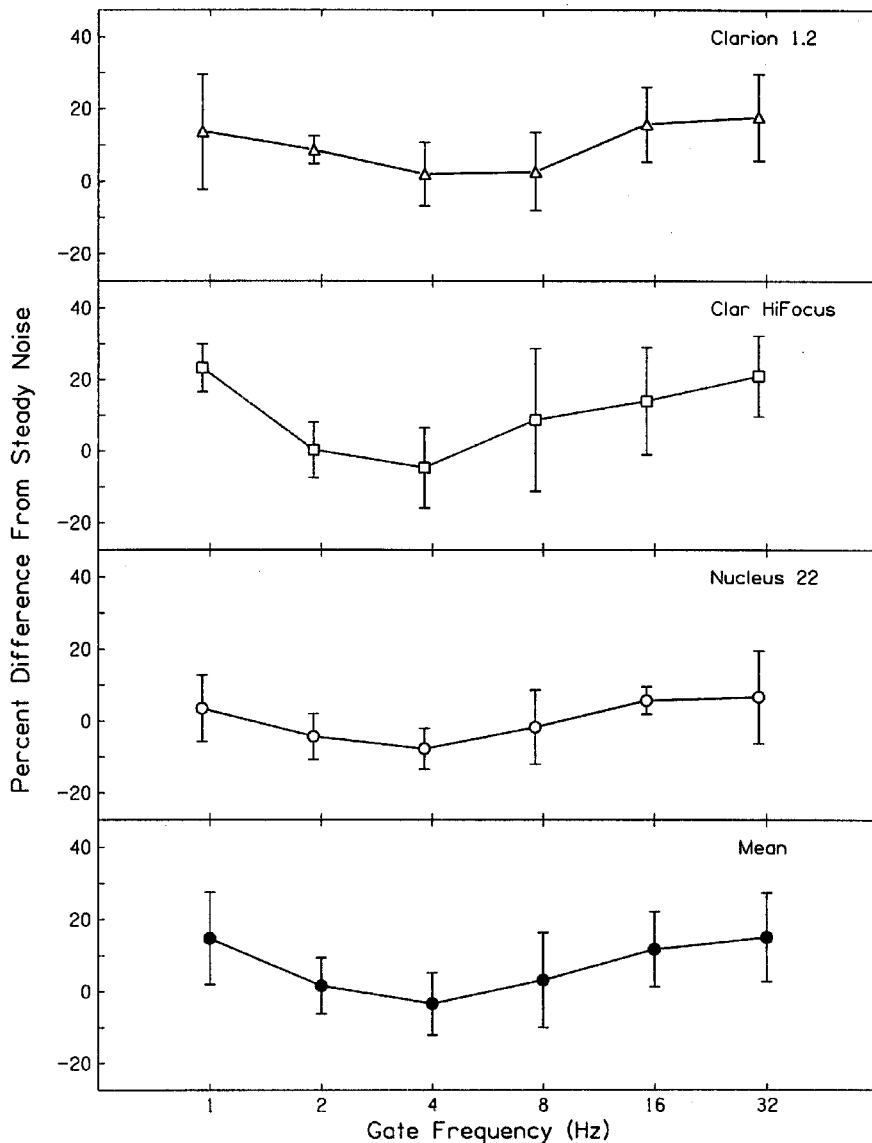 Percent Difference From Steady Noise
Clarion 1.2
40
20
0
-20
Clar HiFocus
40
20
0
-20
Nucleus 22
40
20
0
-20
Mean
40
20
0
-20
1 2 4 8 16 32
Gate Frequency (Hz)